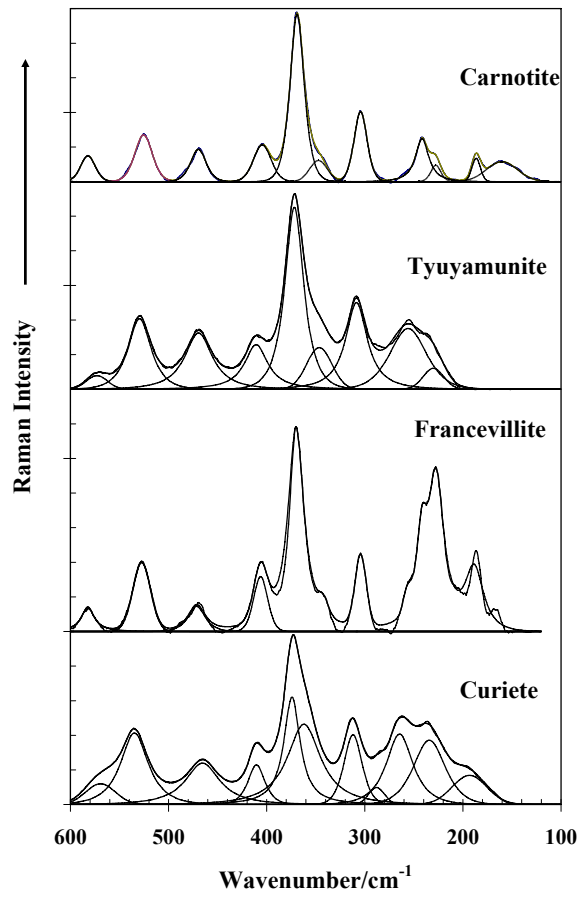 Carnotite
Tyuyamunite
Francevillite
Curiete
Raman Intensity
600 500 400 300 200 100
Wavenumber/cm⁻¹